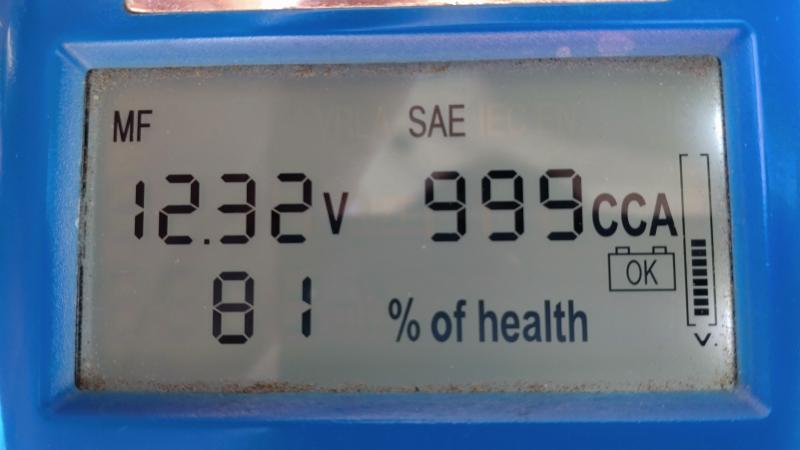 MF SAE
12.32V 999CCA
OK
81 % of health
V.